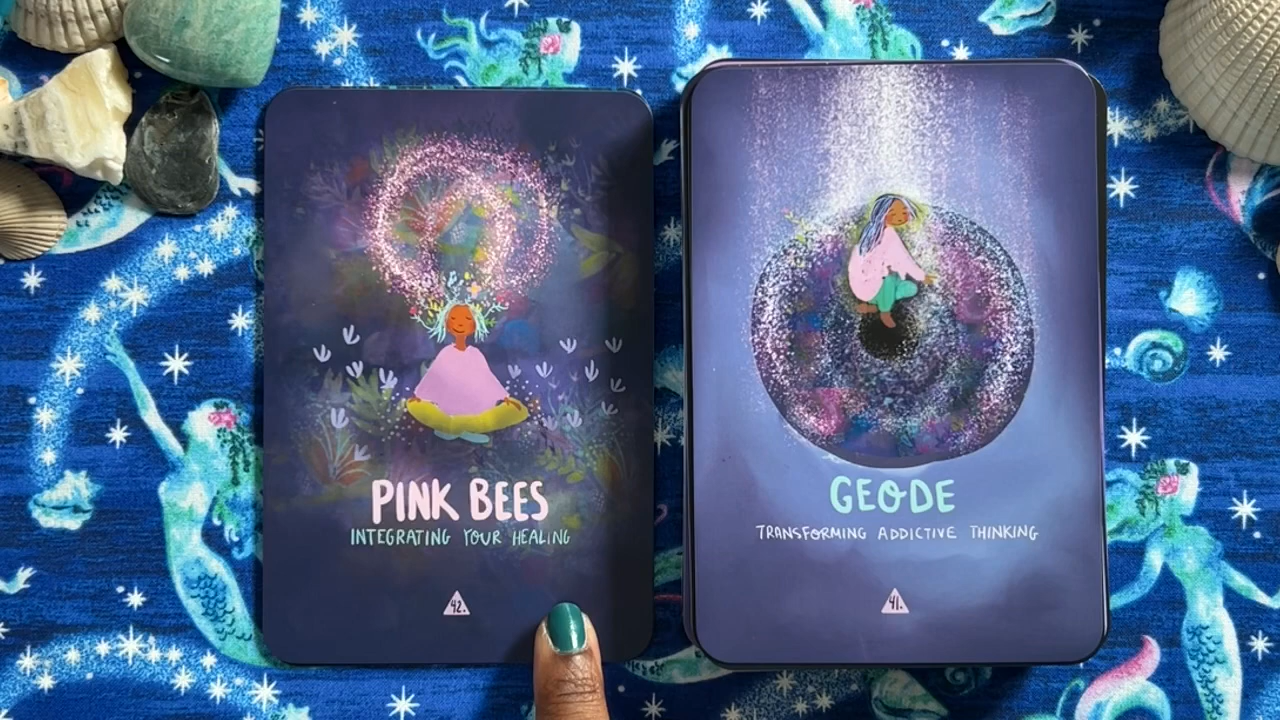 PINK BEES
INTEGRATING YOUR HEALING
42.
GEODE
TRANSFORMING ADDICTIVE THINKING
41.